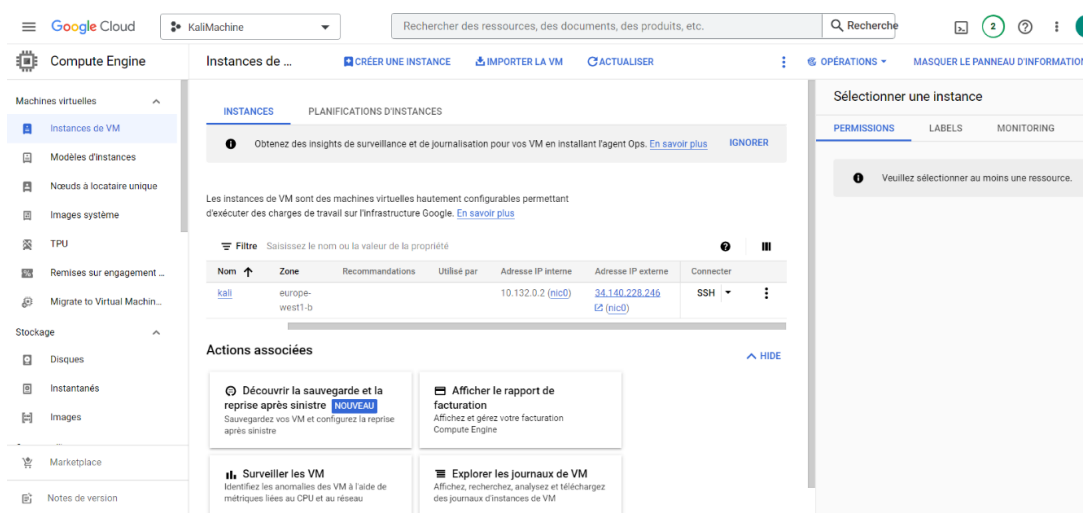 Google Cloud
KaliMachine
Rechercher des ressources, des documents, des produits, etc.
Recherche
2
Compute Engine
Instances de ...
CRÉER UNE INSTANCE
IMPORTER LA VM
ACTUALISER
OPÉRATIONS
MASQUER LE PANNEAU D'INFORMATION
Machines virtuelles
Instances de VM
Modèles d'instances
Nœuds à locataire unique
Images système
TPU
Remises sur engagement ...
Migrate to Virtual Machin...
Stockage
Disques
Instantanés
Images
Marketplace
Notes de version
INSTANCES
PLANIFICATIONS D'INSTANCES
Obtenez des insights de surveillance et de journalisation pour vos VM en installant l'agent Ops. En savoir plus
IGNORER
Les instances de VM sont des machines virtuelles hautement configurables permettant
d'exécuter des charges de travail sur l'infrastructure Google. En savoir plus
Filtre Saisissez le nom ou la valeur de la propriété
Nom Zone Recommandations Utilisé par Adresse IP interne Adresse IP externe Connecter
kali europe- 10.132.0.2 (nic0) 34.140.228.246 SSH
west1-b (nic0)
Actions associées
HIDE
Découvrir la sauvegarde et la
reprise après sinistre NOUVEAU
Sauvegardez vos VM et configurez la reprise
après sinistre
Afficher le rapport de
facturation
Affichez et gérez votre facturation
Compute Engine
Surveiller les VM
Identifiez les anomalies des VM à l'aide de
métriques liées au CPU et au réseau
Explorer les journaux de VM
Affichez, recherchez, analysez et téléchargez
des journaux d'instances de VM
Sélectionner une instance
PERMISSIONS
LABELS
MONITORING
Veuillez sélectionner au moins une ressource.